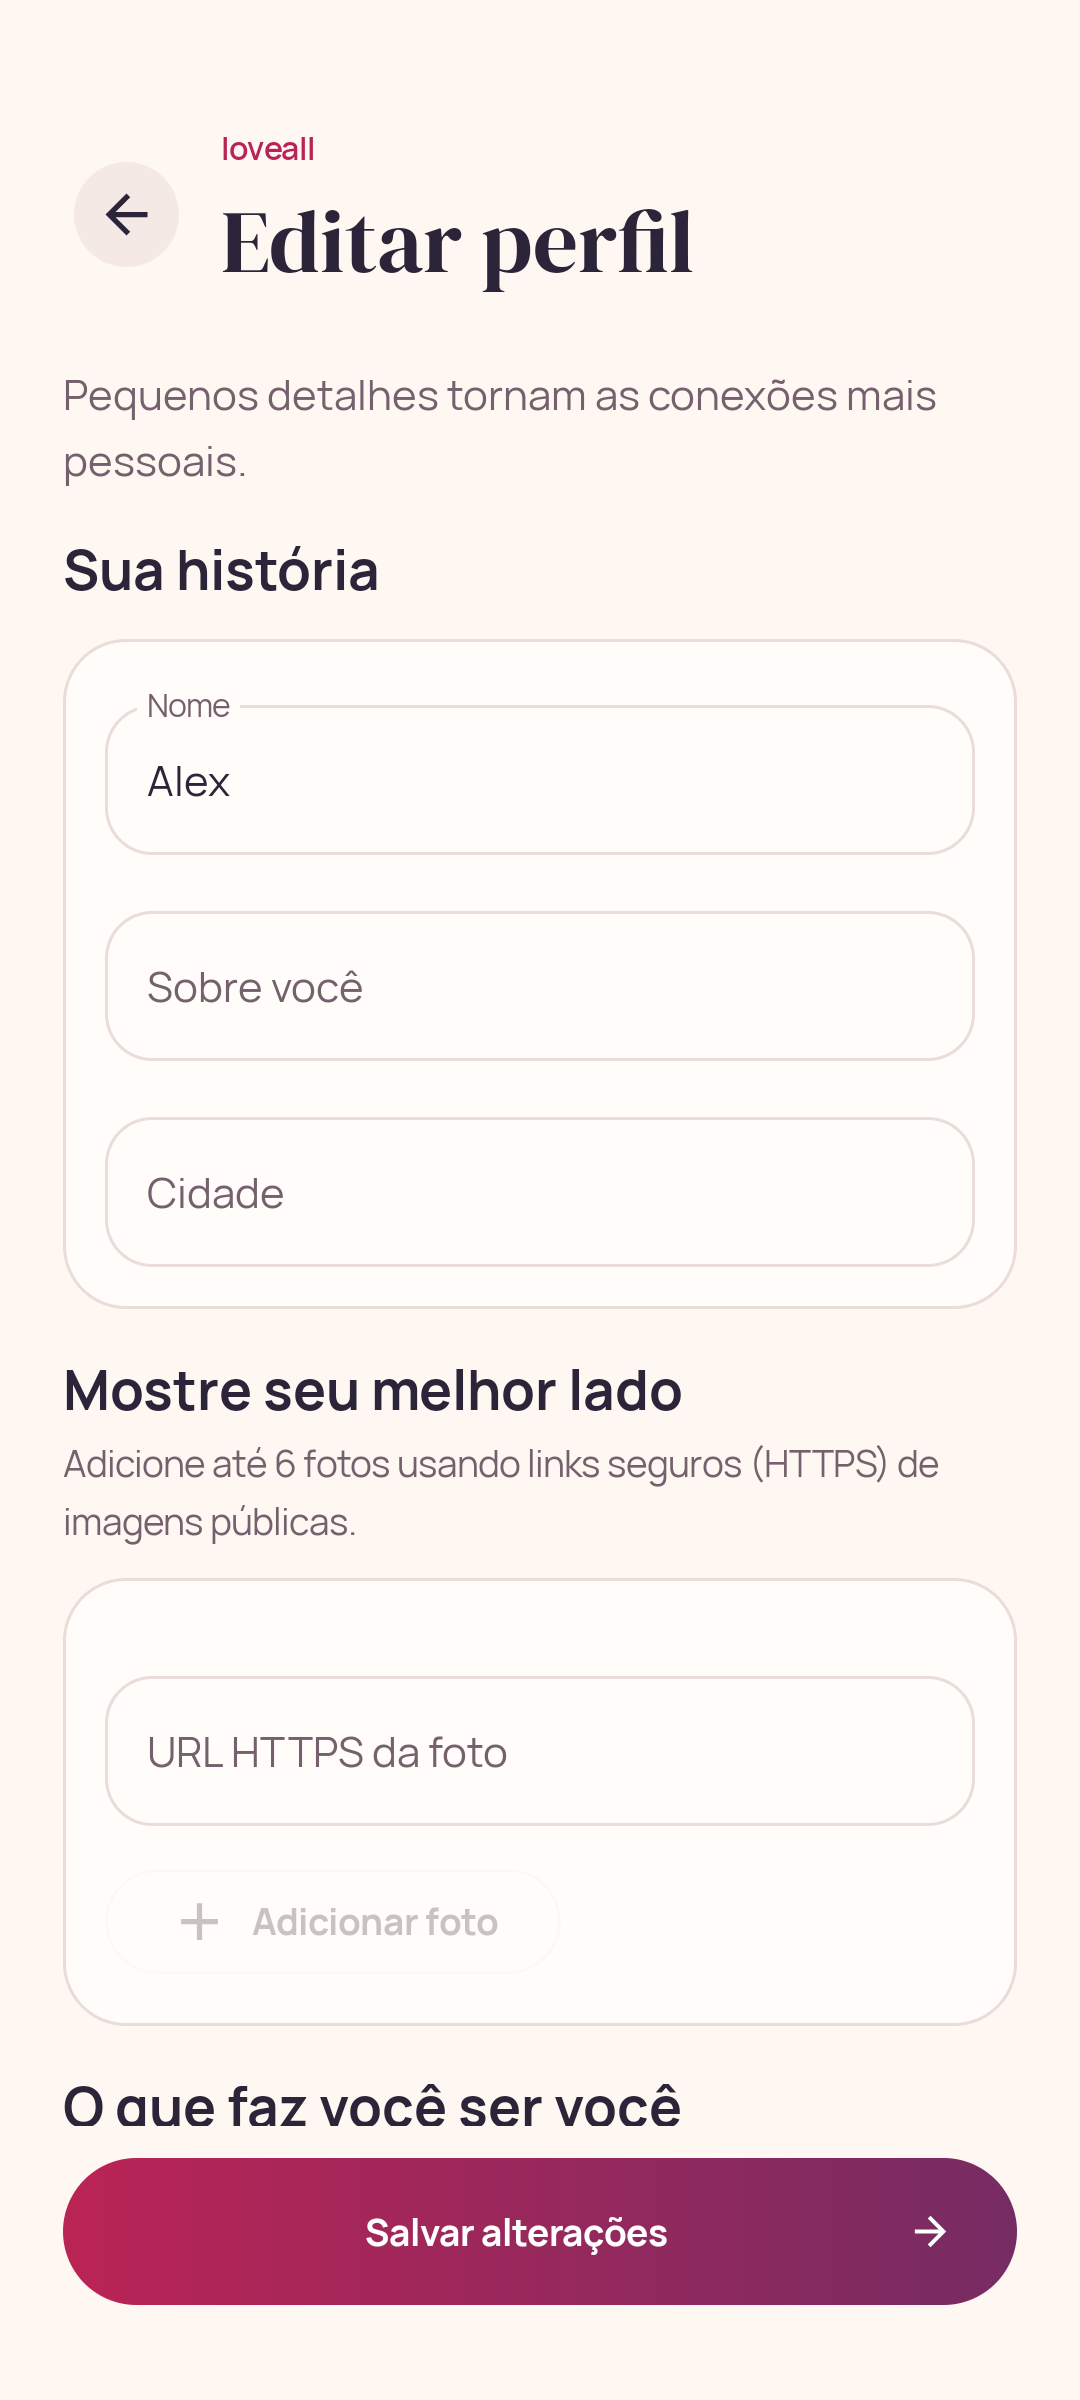 loveall
Editar perfil
Pequenos detalhes tornam as conexões mais
pessoais.
Sua história
Nome
Alex
Sobre você
Cidade
Mostre seu melhor lado
Adicione até 6 fotos usando links seguros (HTTPS) de
imagens públicas.
URL HTTPS da foto
Adicionar foto
O que faz você ser você
Salvar alterações